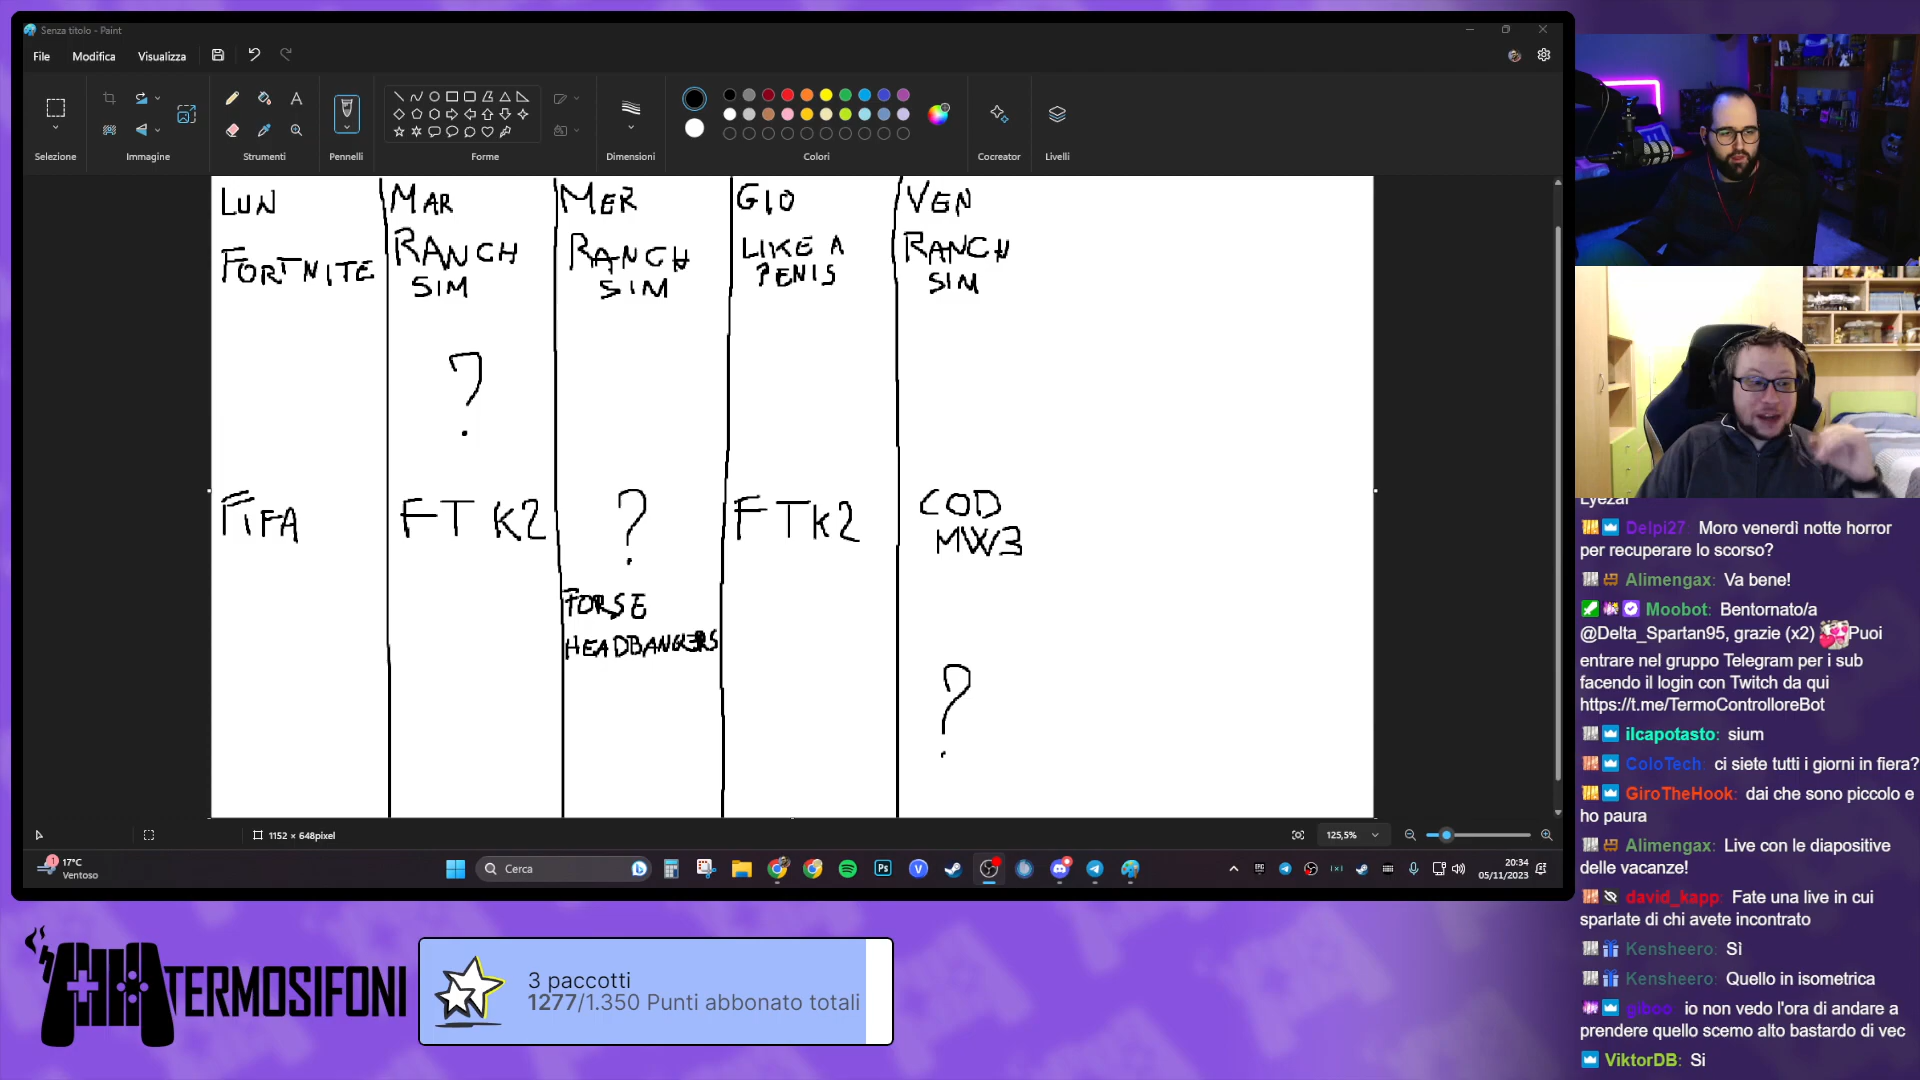 Senza titolo - Paint
File
Modifica
Visualizza
Selezione
Immagine
Strumenti
Pennelli
Forme
Dimensioni
Colori
Cocreator
Livelli
LUN
MAR
MER
GIO
VEN
FORTNITE
RANCH
SIM
RANCH
SIM
LIKE A
PENIS
RANCH
SIM
?
FIFA
FTK2
?
FTK2
COD
MW3
FORSE
HEADBANGERS
?
1152 × 648pixel
125,5%
1
17°C
Ventoso
Cerca
Ps
V
20:34
05/11/2023
TERMOSIFONI
3 paccotti
1277/1.350 Punti abbonato totali
Lyezar
Delpi27: Moro venerdì notte horror
per recuperare lo scorso?
Alimengax: Va bene!
Moobot: Bentornato/a
@Delta_Spartan95, grazie (x2) Puoi
entrare nel gruppo Telegram per i sub
facendo il login con Twitch da qui
https://t.me/TermoControlloreBot
ilcapotasto: sium
ColoTech: ci siete tutti i giorni in fiera?
GiroTheHook: dai che sono piccolo e
ho paura
Alimengax: Live con le diapositive
delle vacanze!
david_kapp: Fate una live in cui
sparlate di chi avete incontrato
Kensheero: Sì
Kensheero: Quello in isometrica
giboo: io non vedo l'ora di andare a
prendere quello scemo alto bastardo di vec
ViktorDB: Si